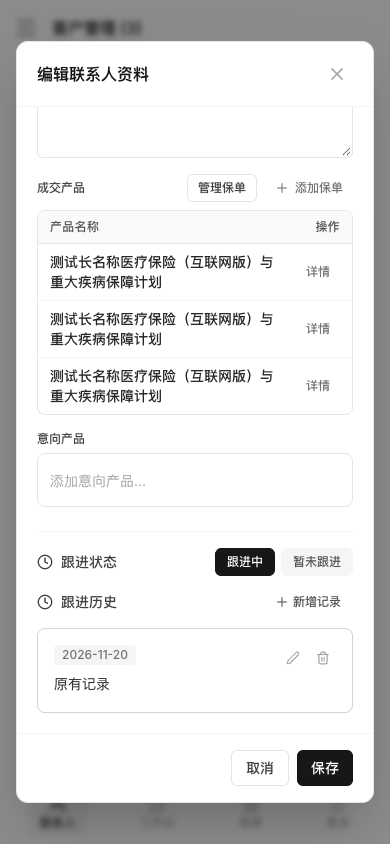 客户管理 (3)
编辑联系人资料
成交产品
管理保单
添加保单
产品名称
操作
测试长名称医疗保险（互联网版）与
重大疾病保障计划
详情
测试长名称医疗保险（互联网版）与
重大疾病保障计划
详情
测试长名称医疗保险（互联网版）与
重大疾病保障计划
详情
意向产品
添加意向产品...
跟进状态
跟进中
暂未跟进
跟进历史
新增记录
2026-11-20
原有记录
取消
保存